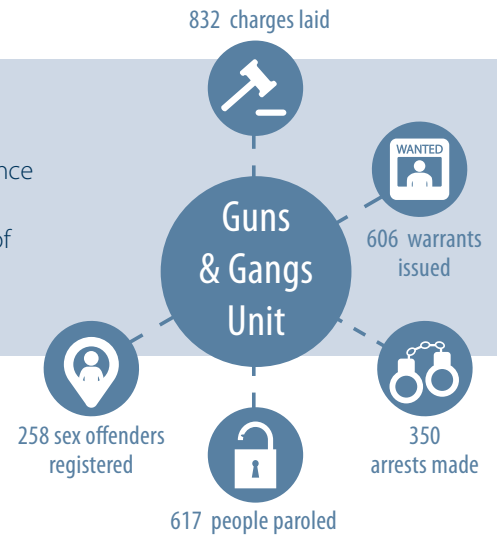 832 charges laid
of
WANTED
Guns
& Gangs
Unit
606 warrants
issued
258 sex offenders
registered
350
arrests made
617 people paroled